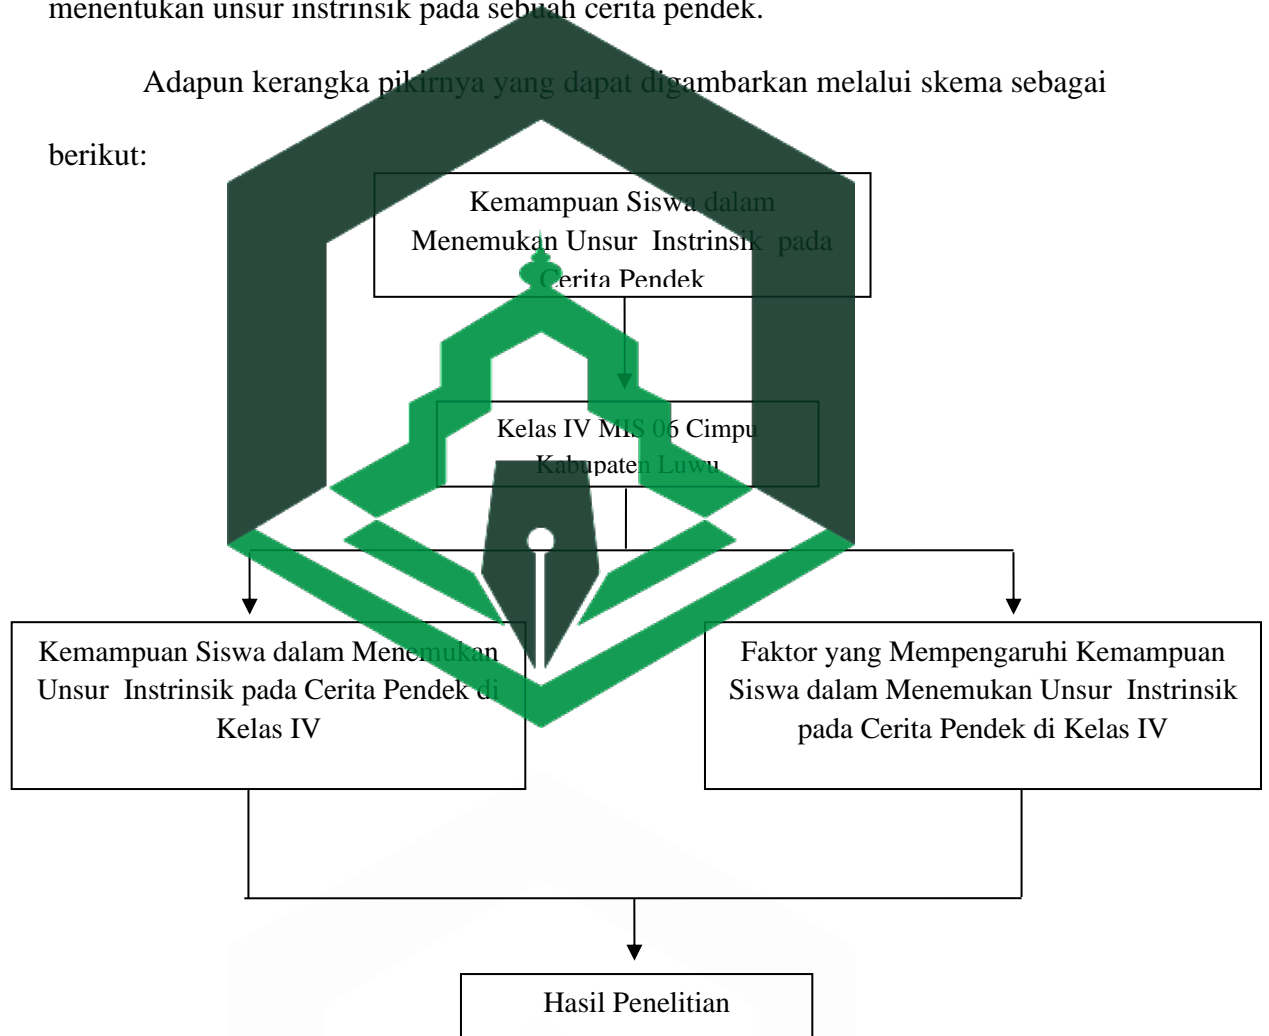 menentukan unsur instrinsik pada sebuah cerita pendek.
Adapun kerangka pikirnya yang dapat digambarkan melalui skema sebagai
berikut:
Kemampuan Siswa dalam
Menemukan Unsur Instrinsik pada
Cerita Pendek
Kelas IV MIS 06 Cimpu
Kabupaten Luwu
Kemampuan Siswa dalam Menemukan
Unsur Instrinsik pada Cerita Pendek di
Kelas IV
Faktor yang Mempengaruhi Kemampuan
Siswa dalam Menemukan Unsur Instrinsik
pada Cerita Pendek di Kelas IV
Hasil Penelitian